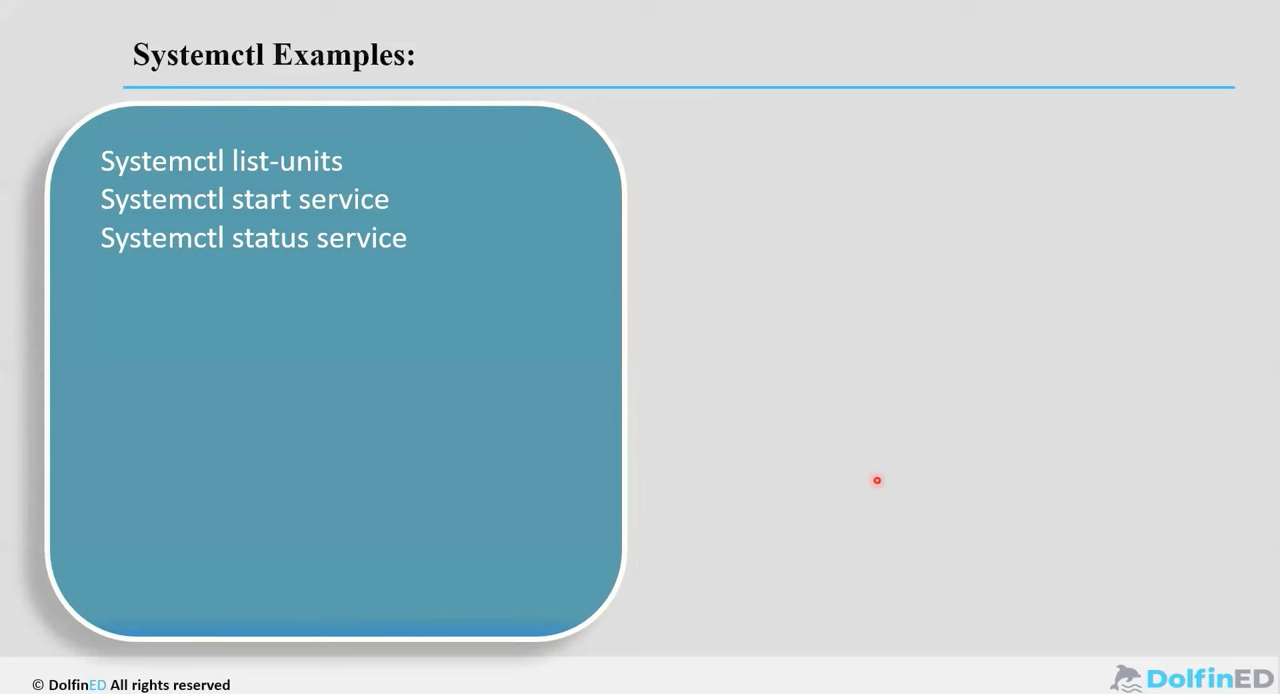 Systemctl Examples:
Systemctl list-units
Systemctl start service
Systemctl status service
© DolfinED All rights reserved
DolfinED